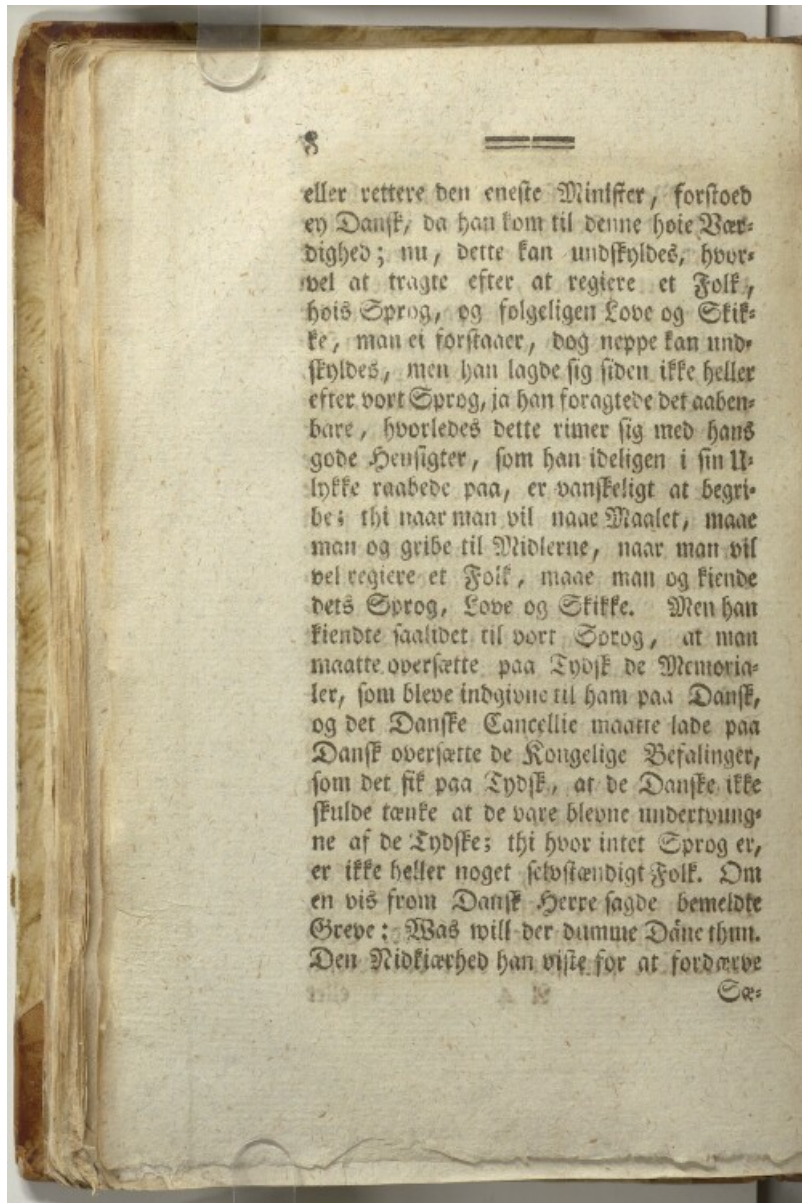 8
eller rettere den eneste Minister, forstoed
ey Dansk, da han kom til denne høie Vær-
dighed; nu, dette kan undskyldes, hvor-
vel at tragte efter at regiere et Folk,
hvis Sprog, og følgeligen Love og Skik-
ke, man ei forstaaer, dog neppe kan und-
skyldes, men han lagde sig siden ikke heller
efter vort Sprog, ja han foragtede det aaben-
bare, hvorledes dette rimer sig med hans
gode Hensigter, som han ideligen i sin U-
lykke raabede paa, er vanskeligt at begri-
be; thi naar man vil naae Maalet, maae
man og gribe til Midlerne, naar man vil
vel regiere et Folk, maae man og kiende
dets Sprog, Love og Skikke. Men han
kiendte saalidet til vort Sprog, at man
maatte oversætte paa Tydsk de Memoria-
ler, som bleve indgivne til ham paa Dansk,
og det Danske Cancellie maatte lade paa
Dansk oversætte de Kongelige Befalinger,
som det fik paa Tydsk, at de Danske ikke
skulde tænke at de vare blevne undertvung-
ne af de Tydske; thi hvor intet Sprog er,
er ikke heller noget selvstændigt Folk. Om
en vis from Dansk Herre sagde bemeldte
Greve: Was will der dumme Däne thun.
Den Nidkiærhed han viste for at fordærve
Sæ-